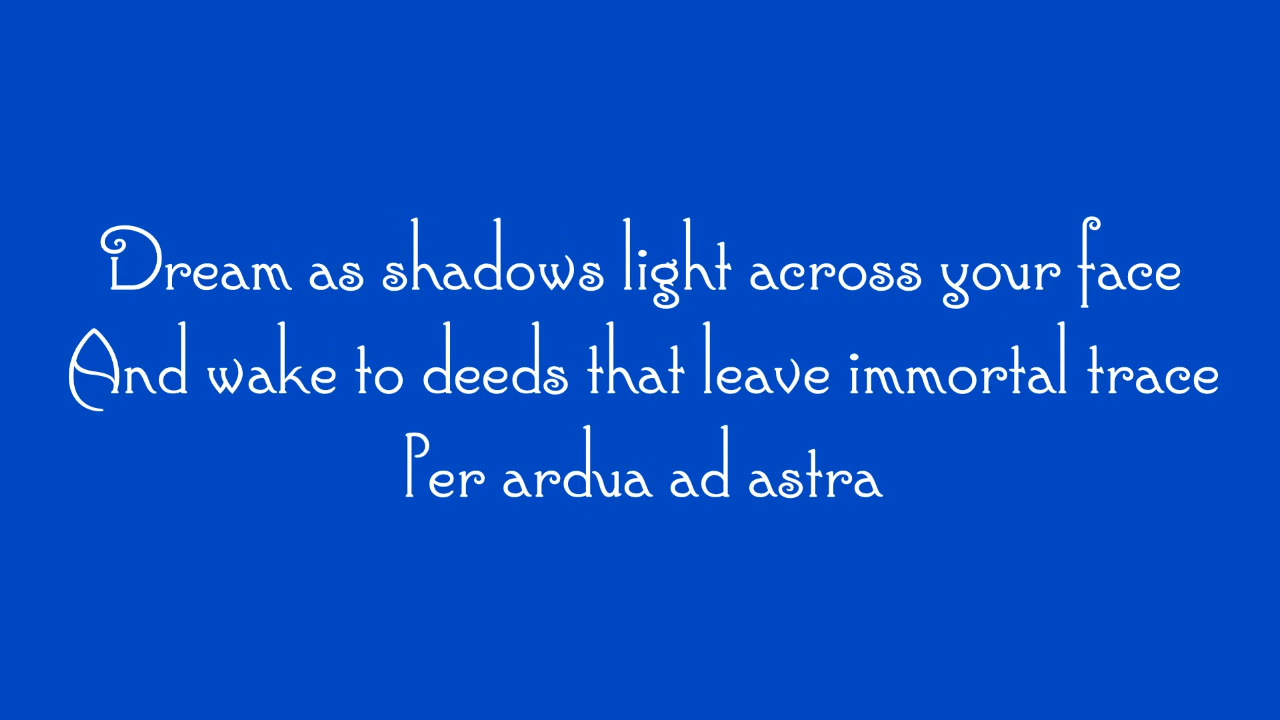 Dream as shadows light across your face
And wake to deeds that leave immortal trace
Per ardua ad astra